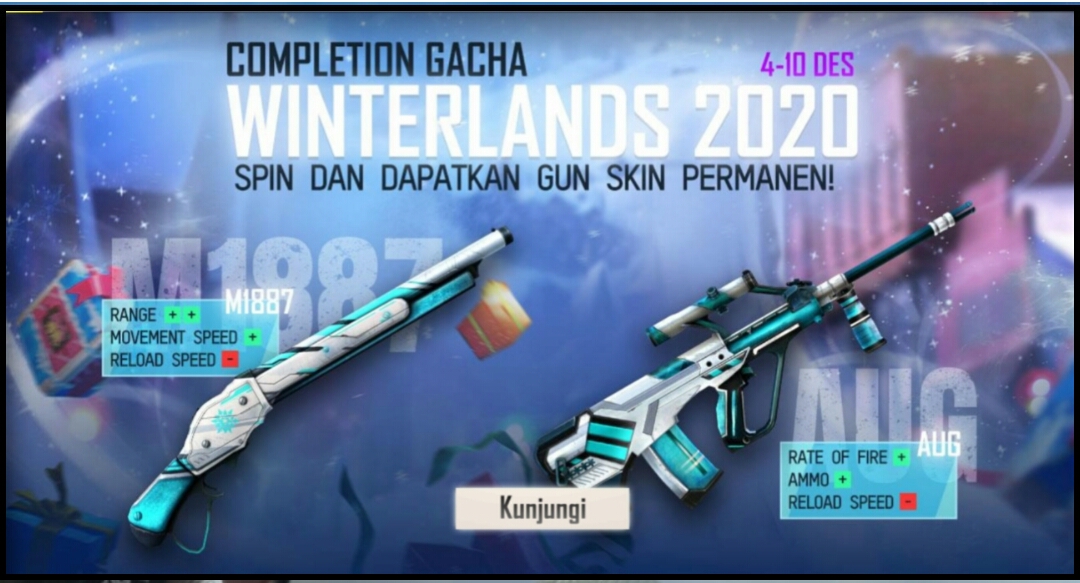 COMPLETION GACHA
4-10 DES
WINTERLANDS 2020
SPIN DAN DAPATKAN GUN SKIN PERMANEN!
M1887
M1887
RANGE + +
MOVEMENT SPEED +
RELOAD SPEED -
AUG
AUG
RATE OF FIRE +
AMMO +
RELOAD SPEED -
Kunjungi